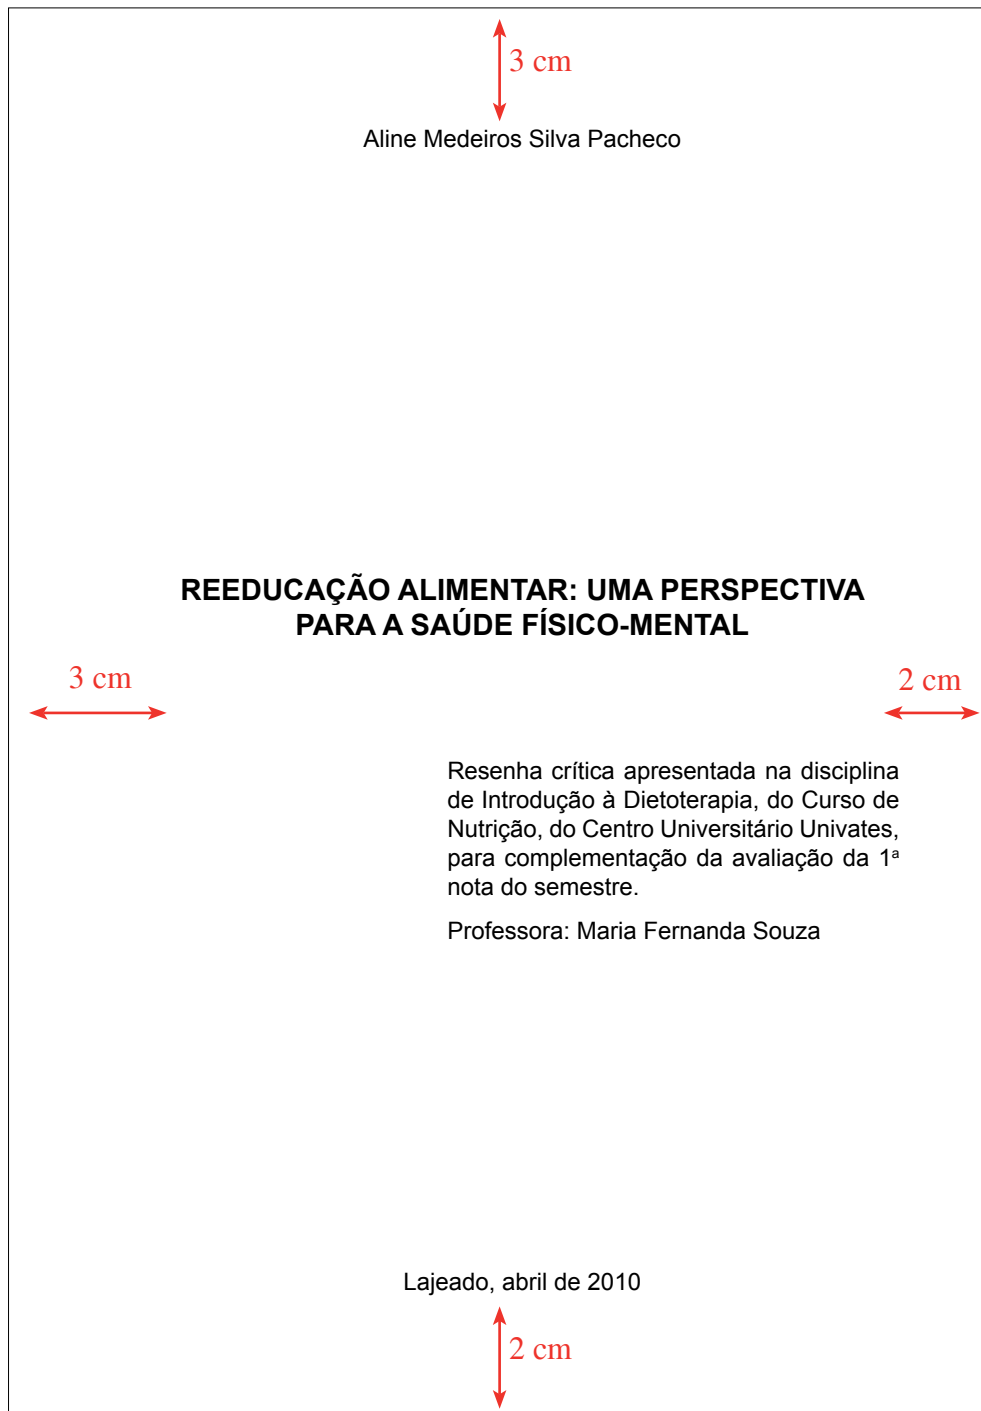 3 cm
Aline Medeiros Silva Pacheco
REEDUCAÇÃO ALIMENTAR: UMA PERSPECTIVA
PARA A SAÚDE FÍSICO-MENTAL
3 cm
2 cm
Resenha crítica apresentada na disciplina
de Introdução à Dietoterapia, do Curso de
Nutrição, do Centro Universitário Univates,
para complementação da avaliação da 1ª
nota do semestre.
Professora: Maria Fernanda Souza
Lajeado, abril de 2010
2 cm